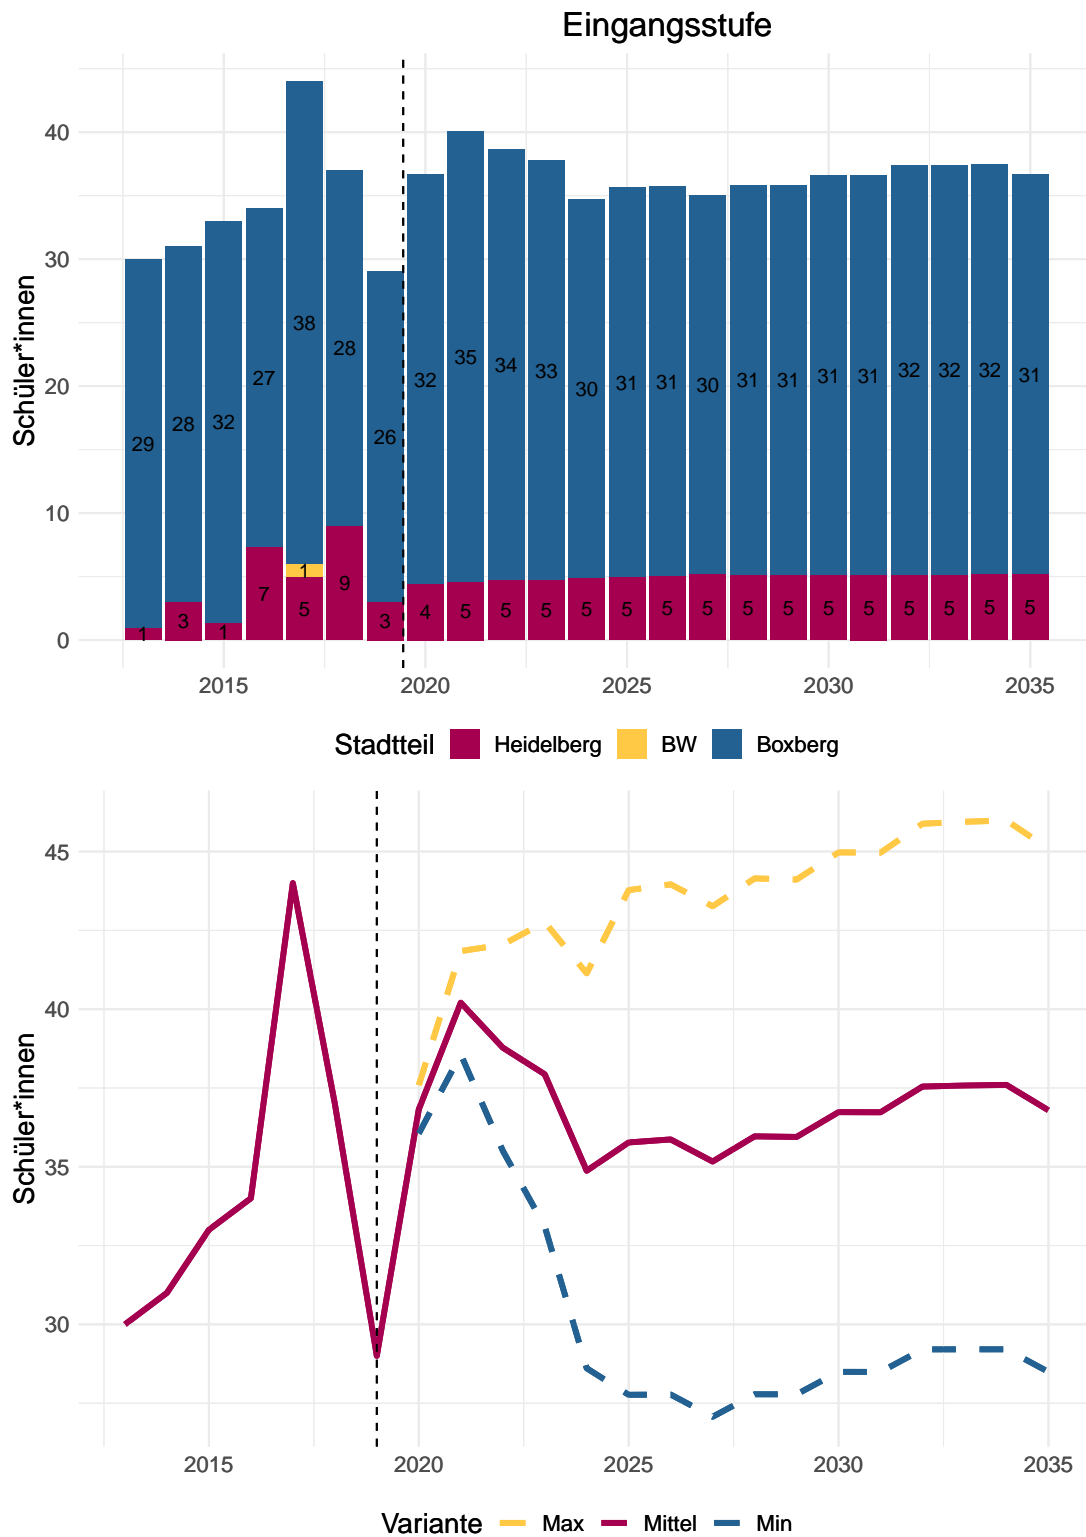 Eingangsstufe
Schüler*innen
40
30
20
10
0
29 28 32 27 38 28 26 32 35 34 33 30 31 31 30 31 31 31 31 32 32 32 31
1
1 3 1 7 5 9 3 4 5 5 5 5 5 5 5 5 5 5 5 5 5 5 5
2015 2020 2025 2030 2035
Stadtteil Heidelberg BW Boxberg
Schüler*innen
45
40
35
30
2015 2020 2025 2030 2035
Variante Max Mittel Min